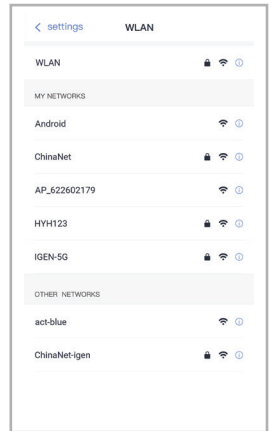 settings WLAN
WLAN
MY NETWORKS
Android
ChinaNet
AP_622602179
HYH123
IGEN-5G
OTHER NETWORKS
act-blue
ChinaNet-igen